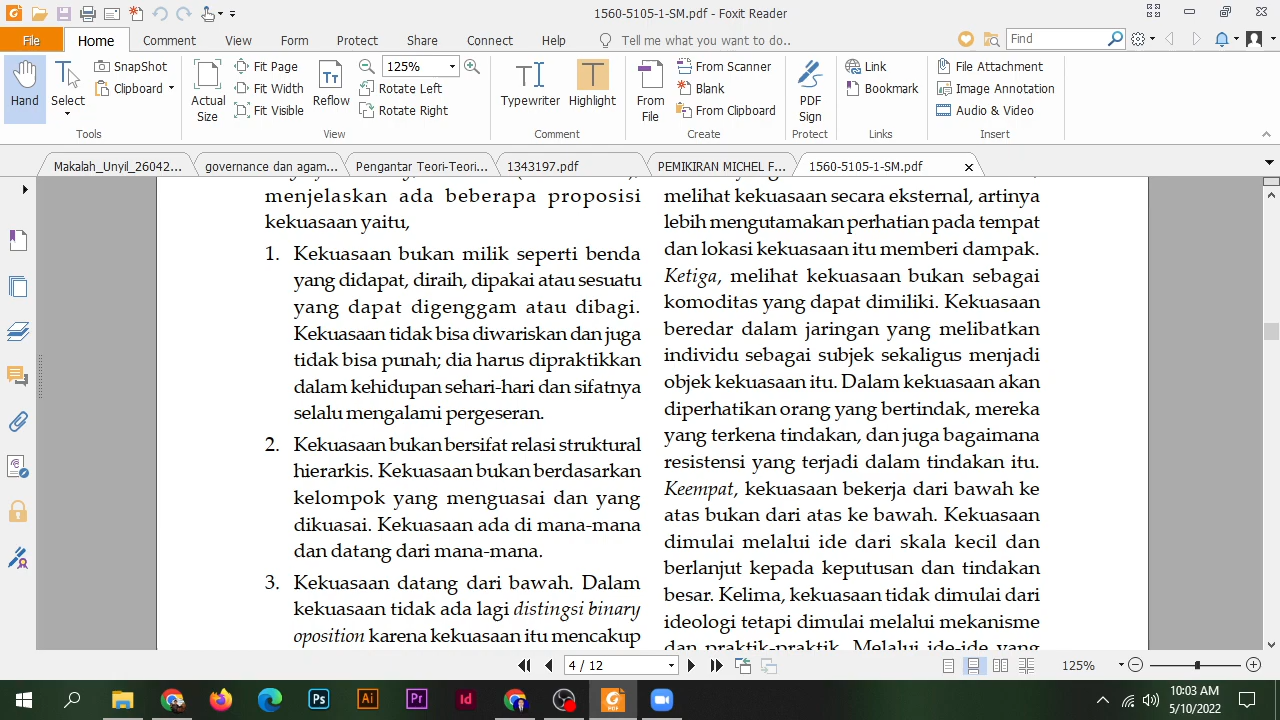 1560-5105-1-SM.pdf - Foxit Reader
File Home Comment View Form Protect Share Connect Help Tell me what you want to do.. Find
Hand
Select
SnapShot
Clipboard
Actual Size
Fit Page
Fit Width
Fit Visible
Reflow
125%
Rotate Left
Rotate Right
Typewriter
Highlight
From File
From Scanner
Blank
From Clipboard
PDF Sign
Link
Bookmark
File Attachment
Image Annotation
Audio & Video
Tools View Comment Create Protect Links Insert
Makalah_Unyil_26042... governance dan agam... Pengantar Teori-Teori... 1343197.pdf PEMIKIRAN MICHEL F... 1560-5105-1-SM.pdf
menjelaskan ada beberapa proposisi
kekuasaan yaitu,
1. Kekuasaan bukan milik seperti benda
yang didapat, diraih, dipakai atau sesuatu
yang dapat digenggam atau dibagi.
Kekuasaan tidak bisa diwariskan dan juga
tidak bisa punah; dia harus dipraktikkan
dalam kehidupan sehari-hari dan sifatnya
selalu mengalami pergeseran.
2. Kekuasaan bukan bersifat relasi struktural
hierarkis. Kekuasaan bukan berdasarkan
kelompok yang menguasai dan yang
dikuasai. Kekuasaan ada di mana-mana
dan datang dari mana-mana.
3. Kekuasaan datang dari bawah. Dalam
kekuasaan tidak ada lagi distingsi binary
oposition karena kekuasaan itu mencakup
melihat kekuasaan secara eksternal, artinya
lebih mengutamakan perhatian pada tempat
dan lokasi kekuasaan itu memberi dampak.
Ketiga, melihat kekuasaan bukan sebagai
komoditas yang dapat dimiliki. Kekuasaan
beredar dalam jaringan yang melibatkan
individu sebagai subjek sekaligus menjadi
objek kekuasaan itu. Dalam kekuasaan akan
diperhatikan orang yang bertindak, mereka
yang terkena tindakan, dan juga bagaimana
resistensi yang terjadi dalam tindakan itu.
Keempat, kekuasaan bekerja dari bawah ke
atas bukan dari atas ke bawah. Kekuasaan
dimulai melalui ide dari skala kecil dan
berlanjut kepada keputusan dan tindakan
besar. Kelima, kekuasaan tidak dimulai dari
ideologi tetapi dimulai melalui mekanisme
dan praktik-praktik. Melalui ide-ide yang
4 / 12
125%
Ps Ai Pr Id PDF
10:03 AM
5/10/2022